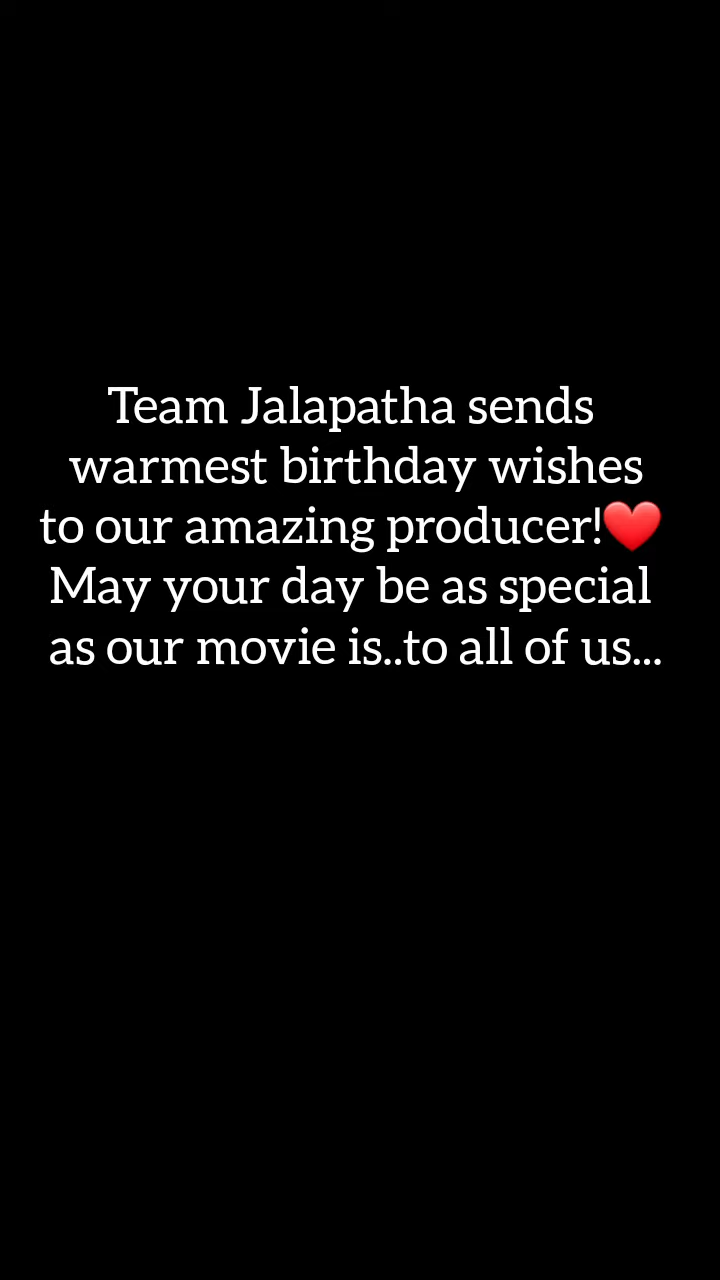 Team Jalapatha sends
warmest birthday wishes
to our amazing producer!❤️
May your day be as special
as our movie is..to all of us...